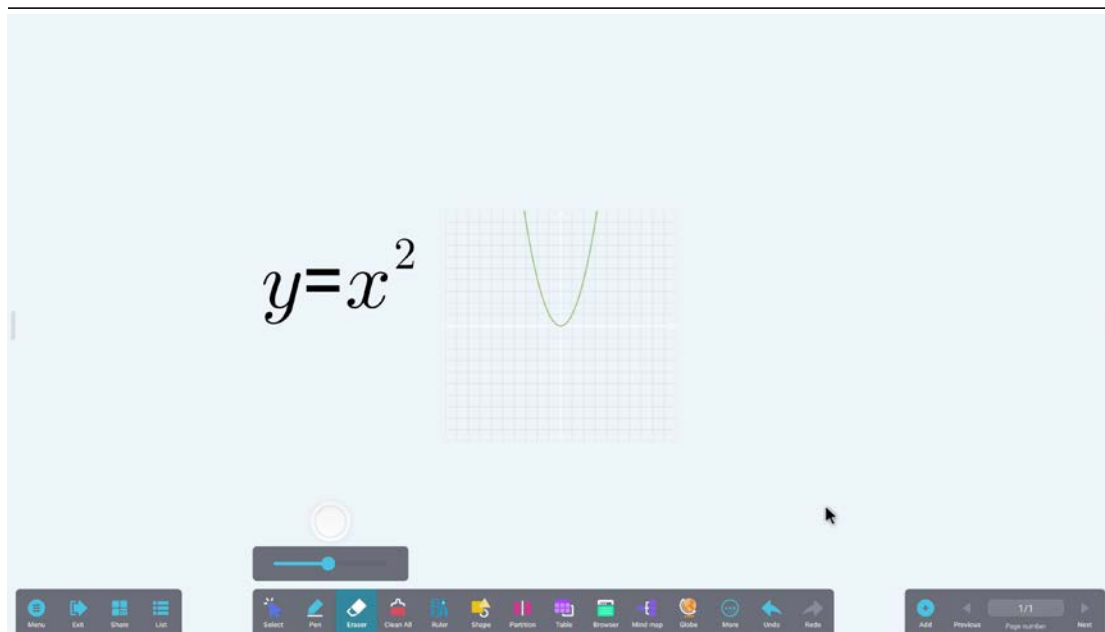 y=x²
Menu Exit Share List
Select Pen Eraser Clean All Ruler Shape Partition Table Browser Mind map Globe More Undo Redo
Add Previous 1/1 Page number Next